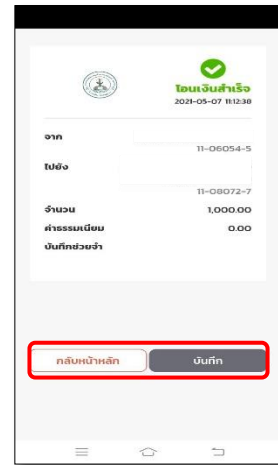 โอนเงินสำเร็จ
2021-05-07 11:12:38
จาก
11-06054-5
ไปยัง
11-08072-7
จำนวน 1,000.00
ค่าธรรมเนียม 0.00
บันทึกช่วยจำ
กลับหน้าหลัก บันทึก